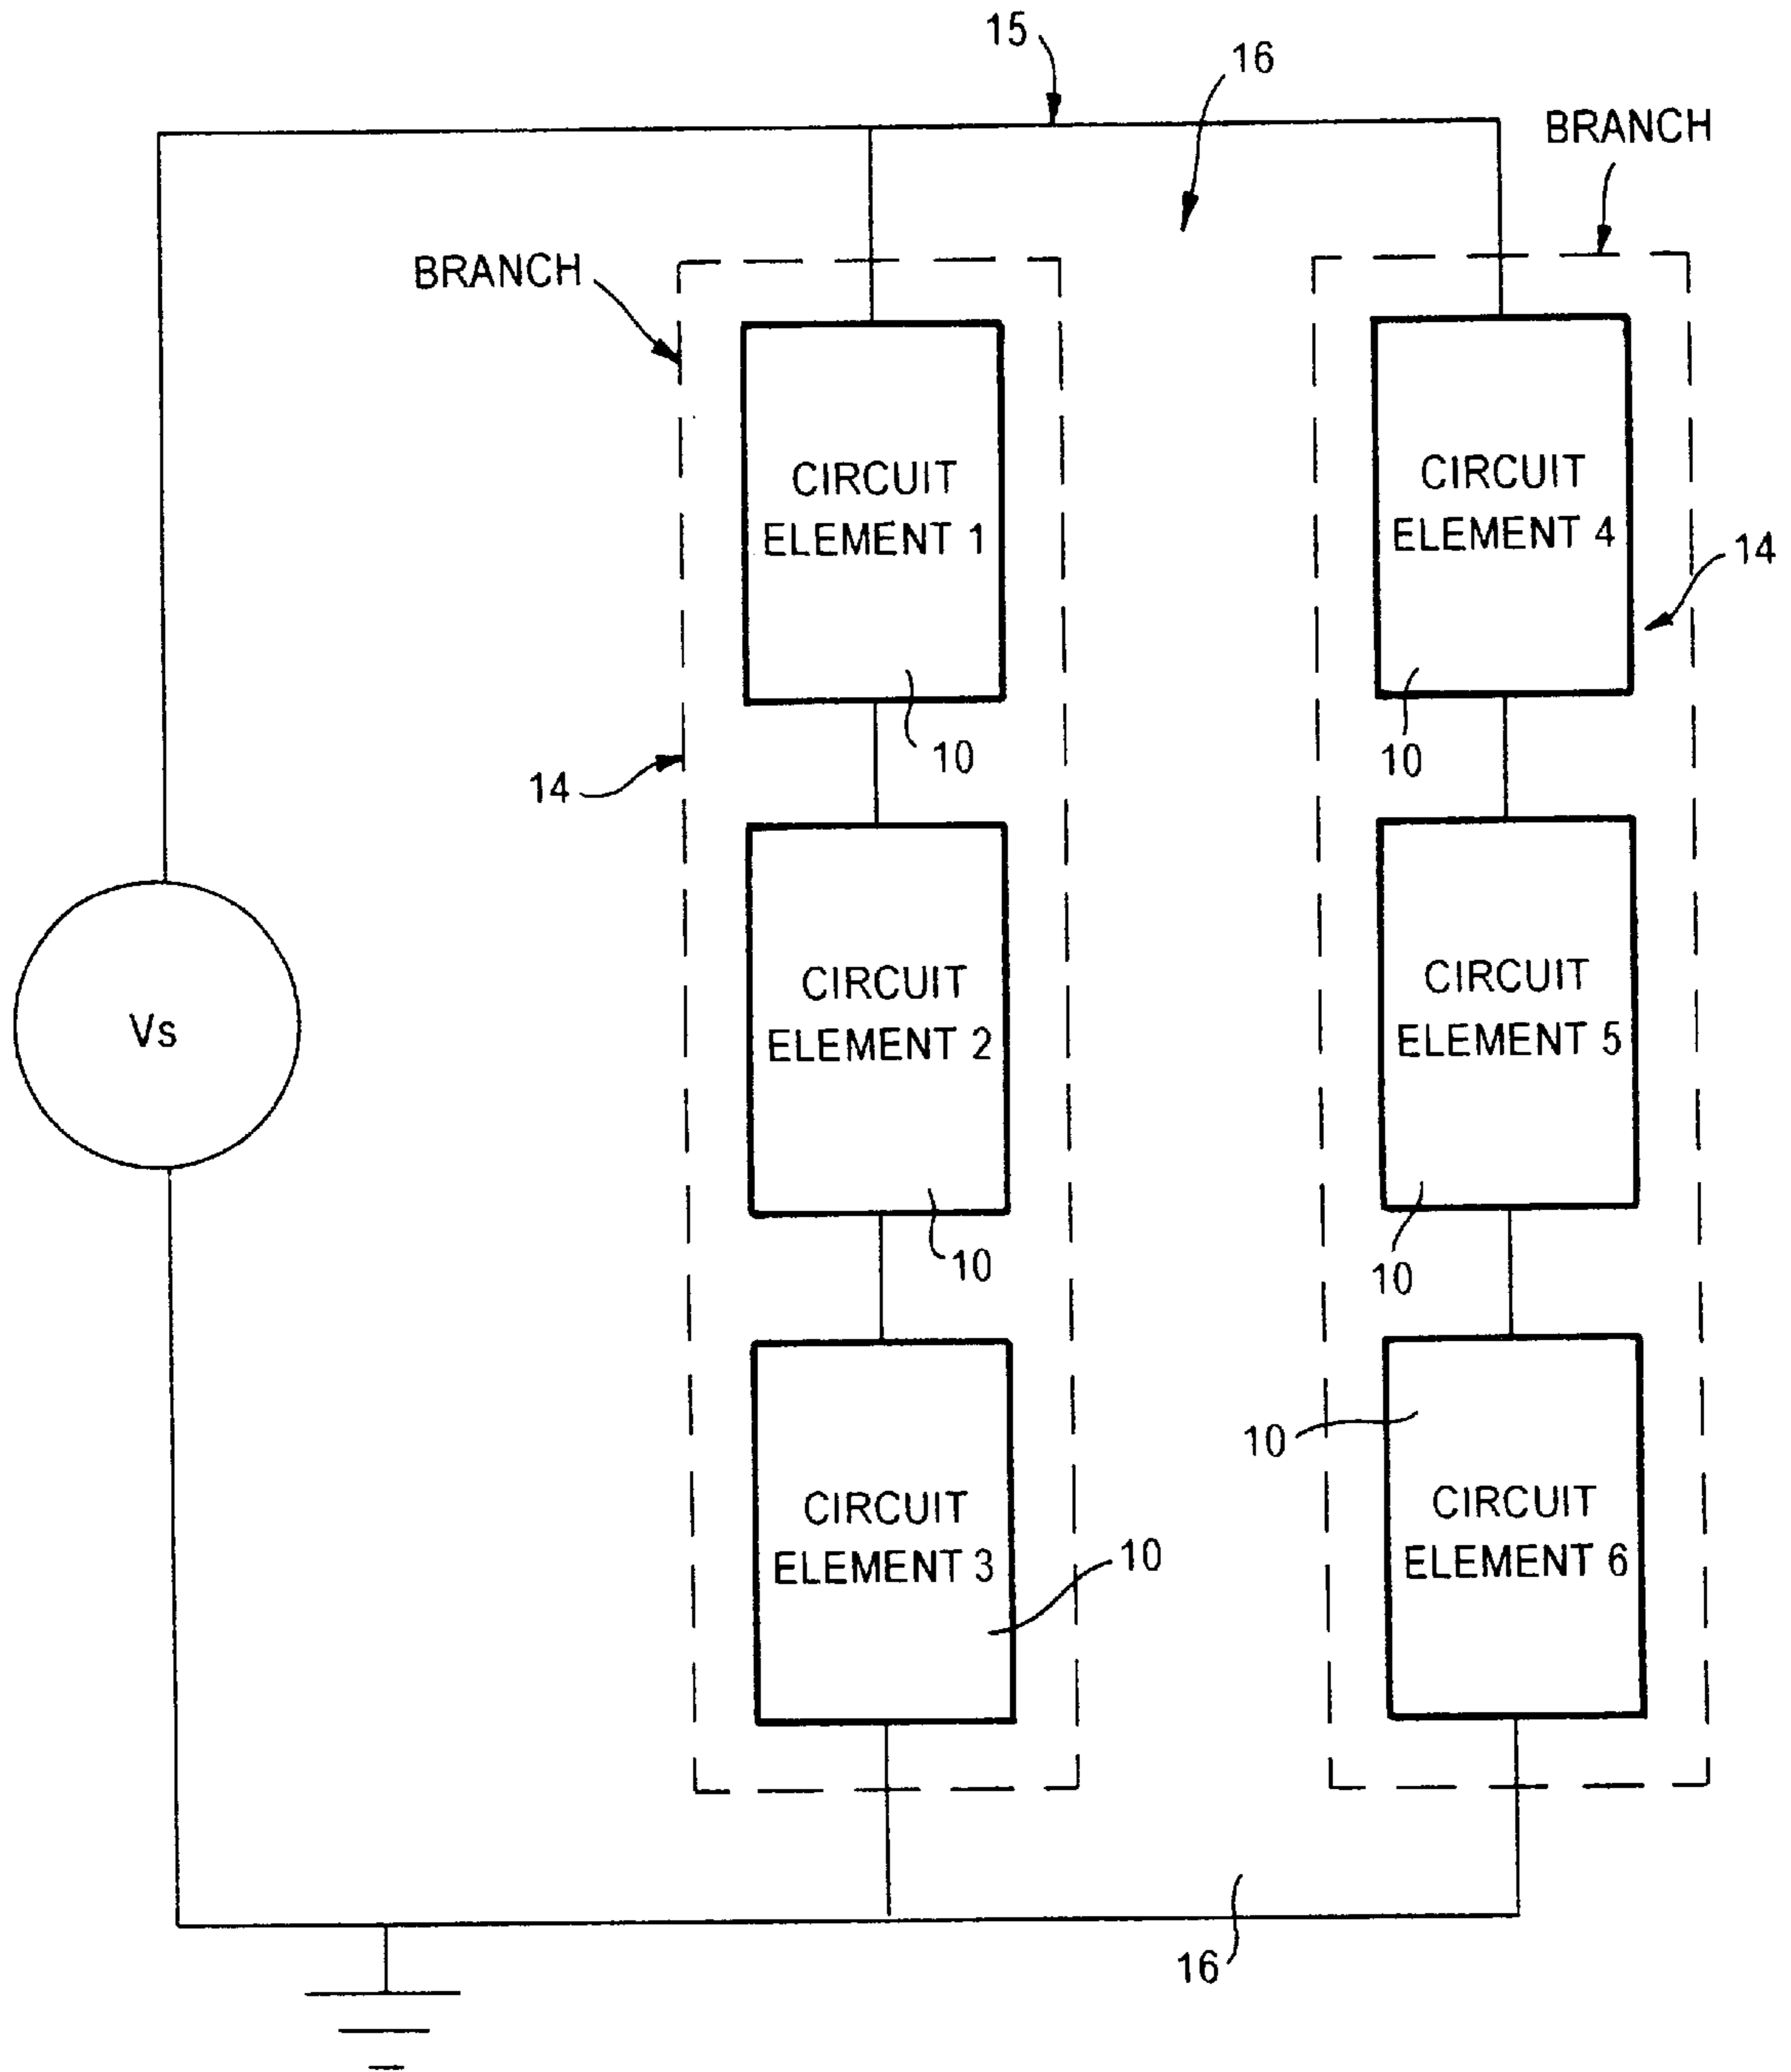 15
16
BRANCH
BRANCH
CIRCUIT
ELEMENT 1
CIRCUIT
ELEMENT 4
14
10
10
14
CIRCUIT
ELEMENT 2
CIRCUIT
ELEMENT 5
Vs
10
10
CIRCUIT
ELEMENT 3
10
10
CIRCUIT
ELEMENT 6
16